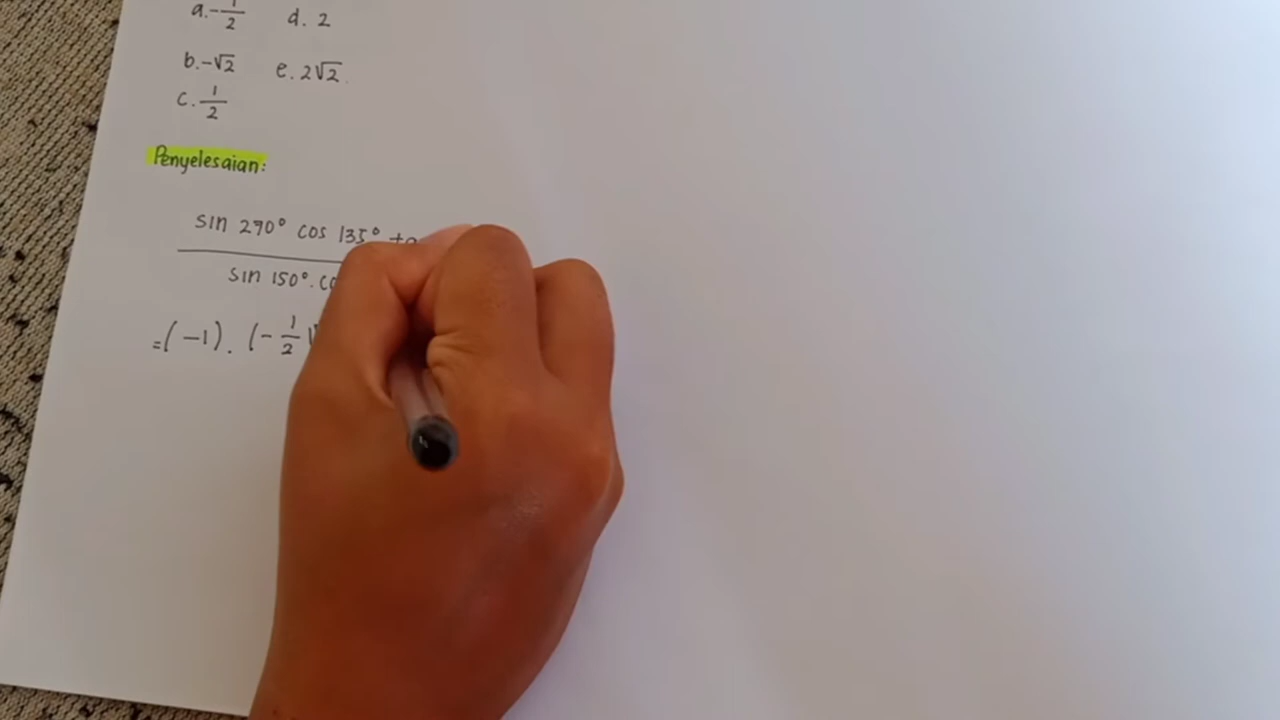 a. -1/2 d. 2
b. -√2 e. 2√2
c. 1/2
Penyelesaian:
sin 270° cos 135°
sin 150° .
= (-1) . (-1/2